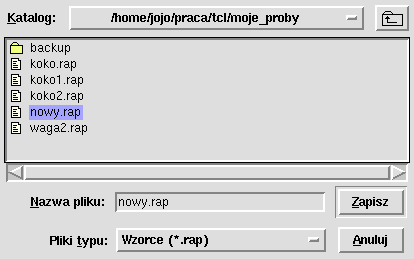 Katalog: /home/jojo/praca/tcl/moje_proby
backup
koko.rap
koko1.rap
koko2.rap
nowy.rap
waga2.rap
Nazwa pliku: nowy.rap Zapisz
Pliki typu: Wzorce (*.rap) Anuluj